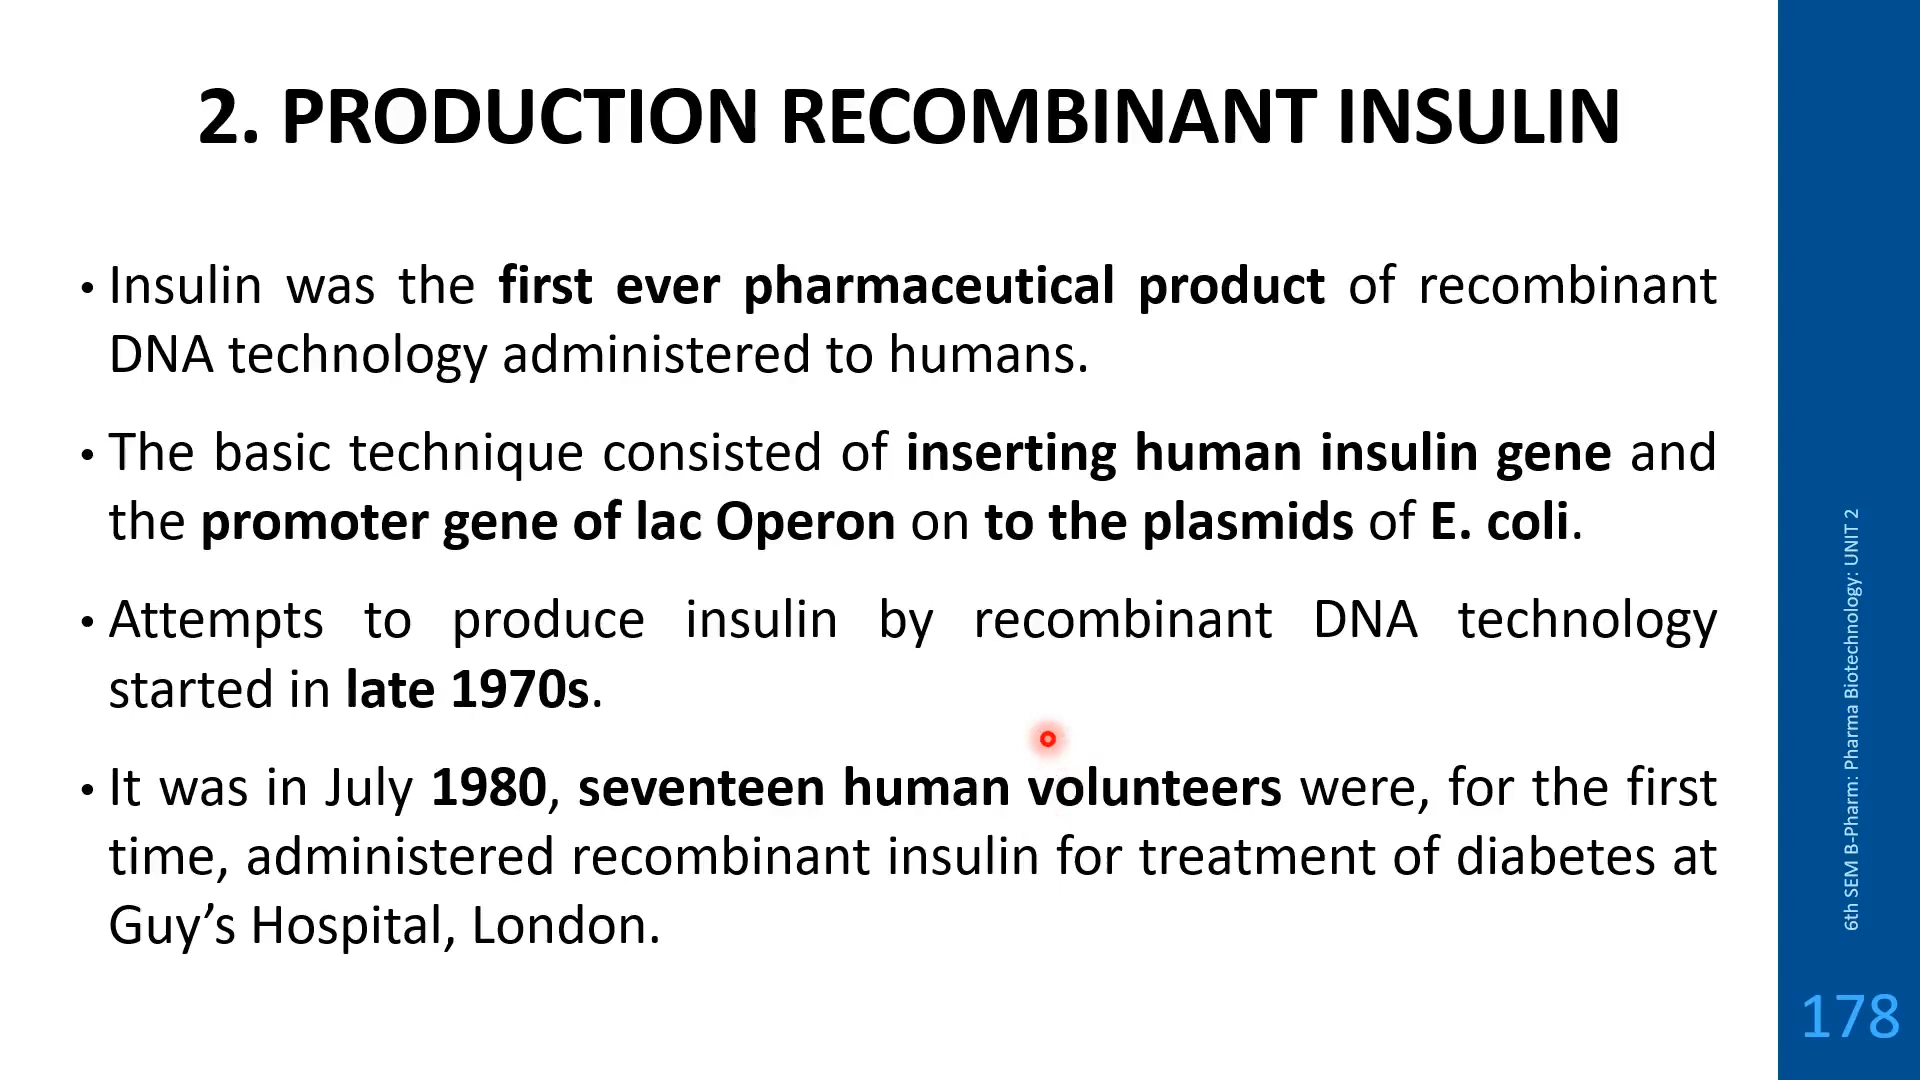 2. PRODUCTION RECOMBINANT INSULIN
• Insulin was the first ever pharmaceutical product of recombinant
DNA technology administered to humans.
• The basic technique consisted of inserting human insulin gene and
the promoter gene of lac Operon on to the plasmids of E. coli.
• Attempts to produce insulin by recombinant DNA technology
started in late 1970s.
• It was in July 1980, seventeen human volunteers were, for the first
time, administered recombinant insulin for treatment of diabetes at
Guy’s Hospital, London.
6th SEM B-Pharm: Pharma Biotechnology: UNIT 2
178